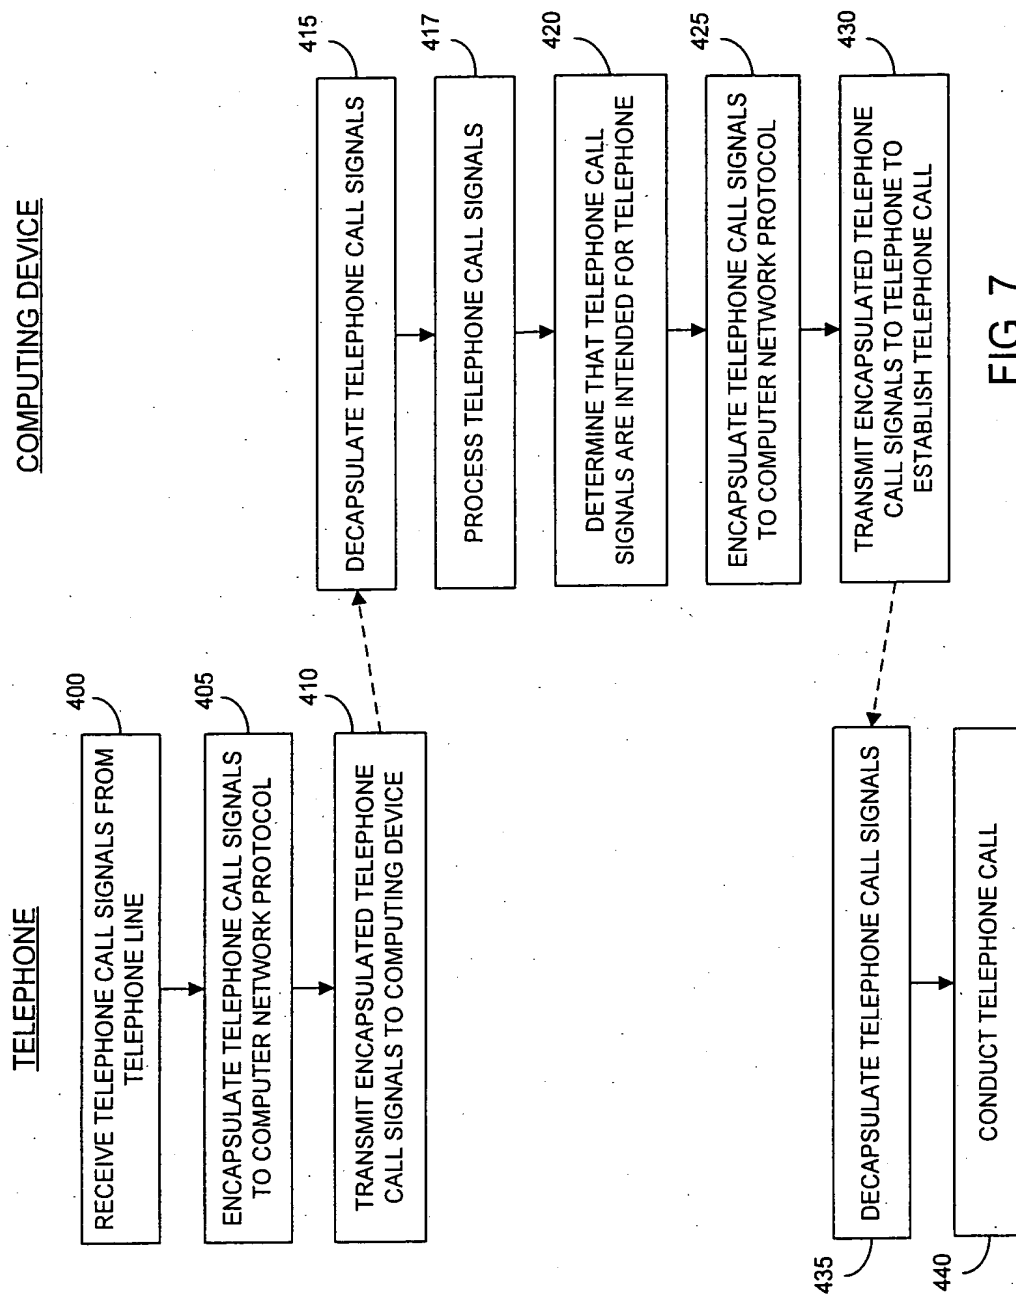 TELEPHONE
COMPUTING DEVICE
400
RECEIVE TELEPHONE CALL SIGNALS FROM
TELEPHONE LINE
405
ENCAPSULATE TELEPHONE CALL SIGNALS
TO COMPUTER NETWORK PROTOCOL
410
TRANSMIT ENCAPSULATED TELEPHONE
CALL SIGNALS TO COMPUTING DEVICE
415
DECAPSULATE TELEPHONE CALL SIGNALS
417
PROCESS TELEPHONE CALL SIGNALS
420
DETERMINE THAT TELEPHONE CALL
SIGNALS ARE INTENDED FOR TELEPHONE
425
ENCAPSULATE TELEPHONE CALL SIGNALS
TO COMPUTER NETWORK PROTOCOL
430
TRANSMIT ENCAPSULATED TELEPHONE
CALL SIGNALS TO TELEPHONE TO
ESTABLISH TELEPHONE CALL
435
DECAPSULATE TELEPHONE CALL SIGNALS
440
CONDUCT TELEPHONE CALL
FIG. 7